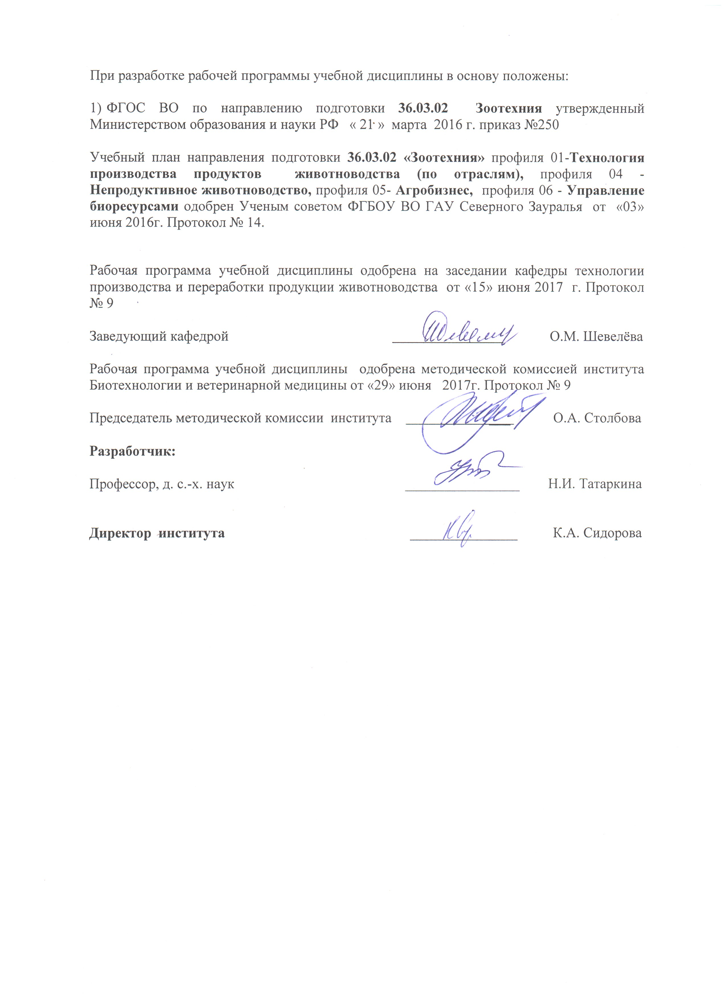 При разработке рабочей программы учебной дисциплины в основу положены:
1) ФГОС ВО по направлению подготовки 36.03.02 Зоотехния утвержденный
Министерством образования и науки РФ « 21 » марта 2016 г. приказ №250
Учебный план направления подготовки 36.03.02 «Зоотехния» профиля 01-Технология
производства продуктов животноводства (по отраслям), профиля 04 -
Непродуктивное животноводство, профиля 05- Агробизнес, профиля 06 - Управление
биоресурсами одобрен Ученым советом ФГБОУ ВО ГАУ Северного Зауралья от «03»
июня 2016г. Протокол № 14.
Рабочая программа учебной дисциплины одобрена на заседании кафедры технологии
производства и переработки продукции животноводства от «15» июня 2017 г. Протокол
№ 9
Заведующий кафедрой О.М. Шевелёва
Рабочая программа учебной дисциплины одобрена методической комиссией института
Биотехнологии и ветеринарной медицины от «29» июня 2017г. Протокол № 9
Председатель методической комиссии института О.А. Столбова
Разработчик:
Профессор, д. с.-х. наук Н.И. Татаркина
Директор института К.А. Сидорова